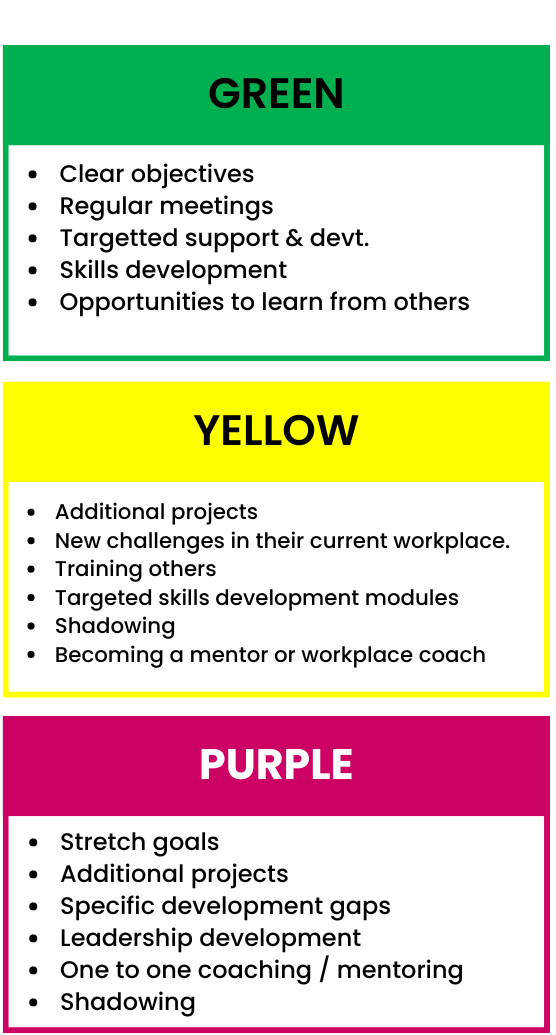 GREEN
• Clear objectives
• Regular meetings
• Targetted support & devt.
• Skills development
• Opportunities to learn from others
YELLOW
• Additional projects
• New challenges in their current workplace.
• Training others
• Targeted skills development modules
• Shadowing
• Becoming a mentor or workplace coach
PURPLE
• Stretch goals
• Additional projects
• Specific development gaps
• Leadership development
• One to one coaching / mentoring
• Shadowing